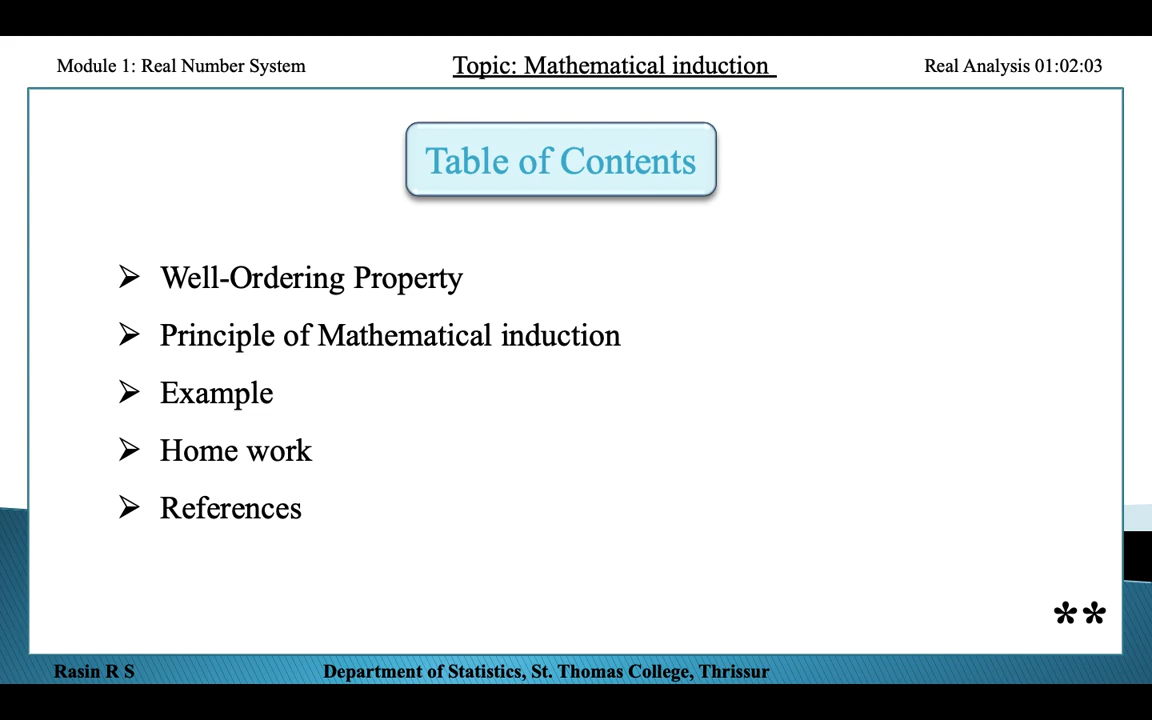 Module 1: Real Number System
Topic: Mathematical induction
Real Analysis 01:02:03
Table of Contents
➢ Well-Ordering Property
➢ Principle of Mathematical induction
➢ Example
➢ Home work
➢ References
**
Rasin R S
Department of Statistics, St. Thomas College, Thrissur